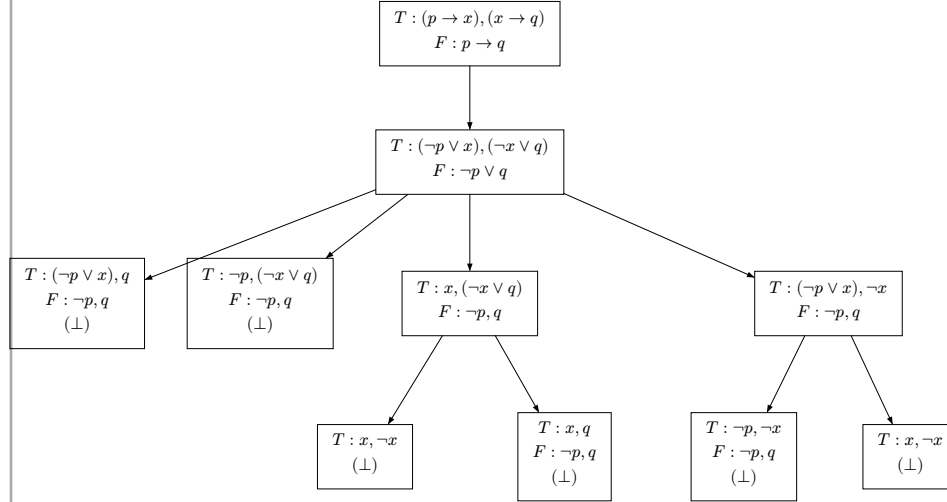 T : (p → x), (x → q)
F : p → q
T : (¬p ∨ x), (¬x ∨ q)
F : ¬p ∨ q
T : (¬p ∨ x), q
F : ¬p, q
(⊥)
T : ¬p, (¬x ∨ q)
F : ¬p, q
(⊥)
T : x, (¬x ∨ q)
F : ¬p, q
T : (¬p ∨ x), ¬x
F : ¬p, q
T : x, ¬x
(⊥)
T : x, q
F : ¬p, q
(⊥)
T : ¬p, ¬x
F : ¬p, q
(⊥)
T : x, ¬x
(⊥)